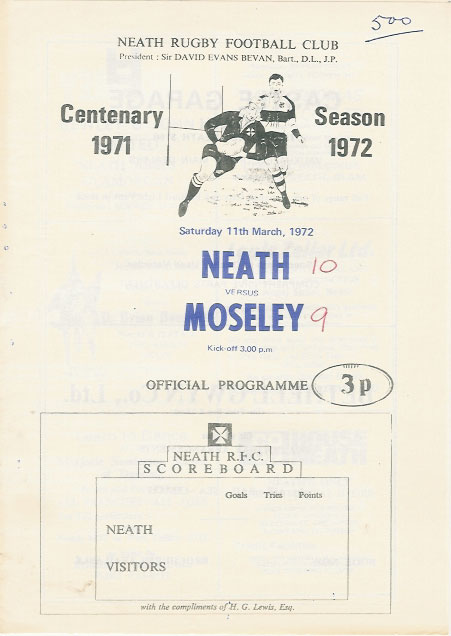 500
NEATH RUGBY FOOTBALL CLUB
President : Sir DAVID EVANS BEVAN, Bart., D.L., J.P.
Centenary Season
1971 1972
Saturday 11th March, 1972
NEATH 10
VERSUS
MOSELEY 9
Kick-off 3.00 p.m
OFFICIAL PROGRAMME 3p
NEATH R.F.C.
SCOREBOARD
Goals Tries Points
NEATH
VISITORS
with the compliments of H. G. Lewis, Esq.